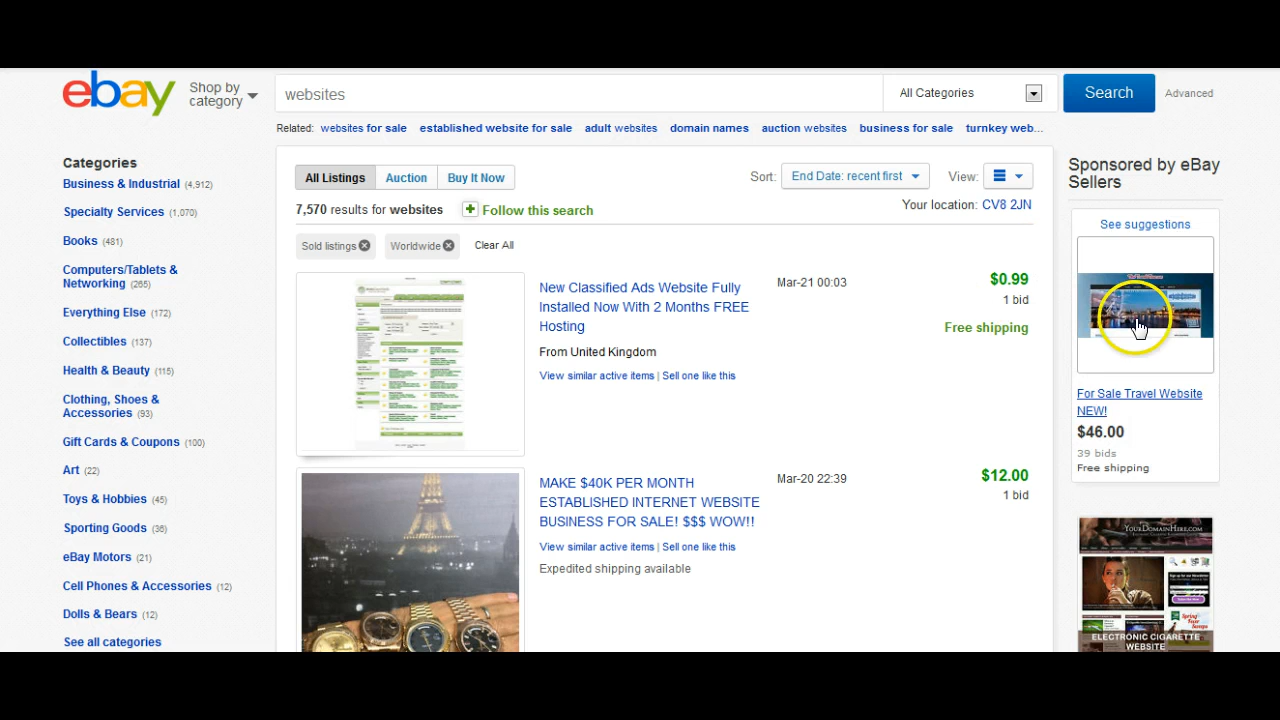 ebay
Shop by
category
websites
All Categories
Search
Advanced
Related: websites for sale established website for sale adult websites domain names auction websites business for sale turnkey web...
Categories
Business & Industrial (4,912)
Specialty Services (1,070)
Books (481)
Computers/Tablets &
Networking (265)
Everything Else (172)
Collectibles (137)
Health & Beauty (115)
Clothing, Shoes &
Accessories (93)
Gift Cards & Coupons (100)
Art (22)
Toys & Hobbies (45)
Sporting Goods (36)
eBay Motors (21)
Cell Phones & Accessories (12)
Dolls & Bears (12)
See all categories
All Listings Auction Buy It Now
Sort: End Date: recent first View:
7,570 results for websites Follow this search
Your location: CV8 2JN
Sold listings Worldwide Clear All
New Classified Ads Website Fully
Installed Now With 2 Months FREE
Hosting
From United Kingdom
View similar active items | Sell one like this
Mar-21 00:03
$0.99
1 bid
Free shipping
MAKE $40K PER MONTH
ESTABLISHED INTERNET WEBSITE
BUSINESS FOR SALE! $$$ WOW!!
View similar active items | Sell one like this
Expedited shipping available
Mar-20 22:39
$12.00
1 bid
Sponsored by eBay
Sellers
See suggestions
For Sale Travel Website
NEW!
$46.00
39 bids
Free shipping
YOURDOMAINHERE.COM
ELECTRONIC CIGARETTE
WEBSITE